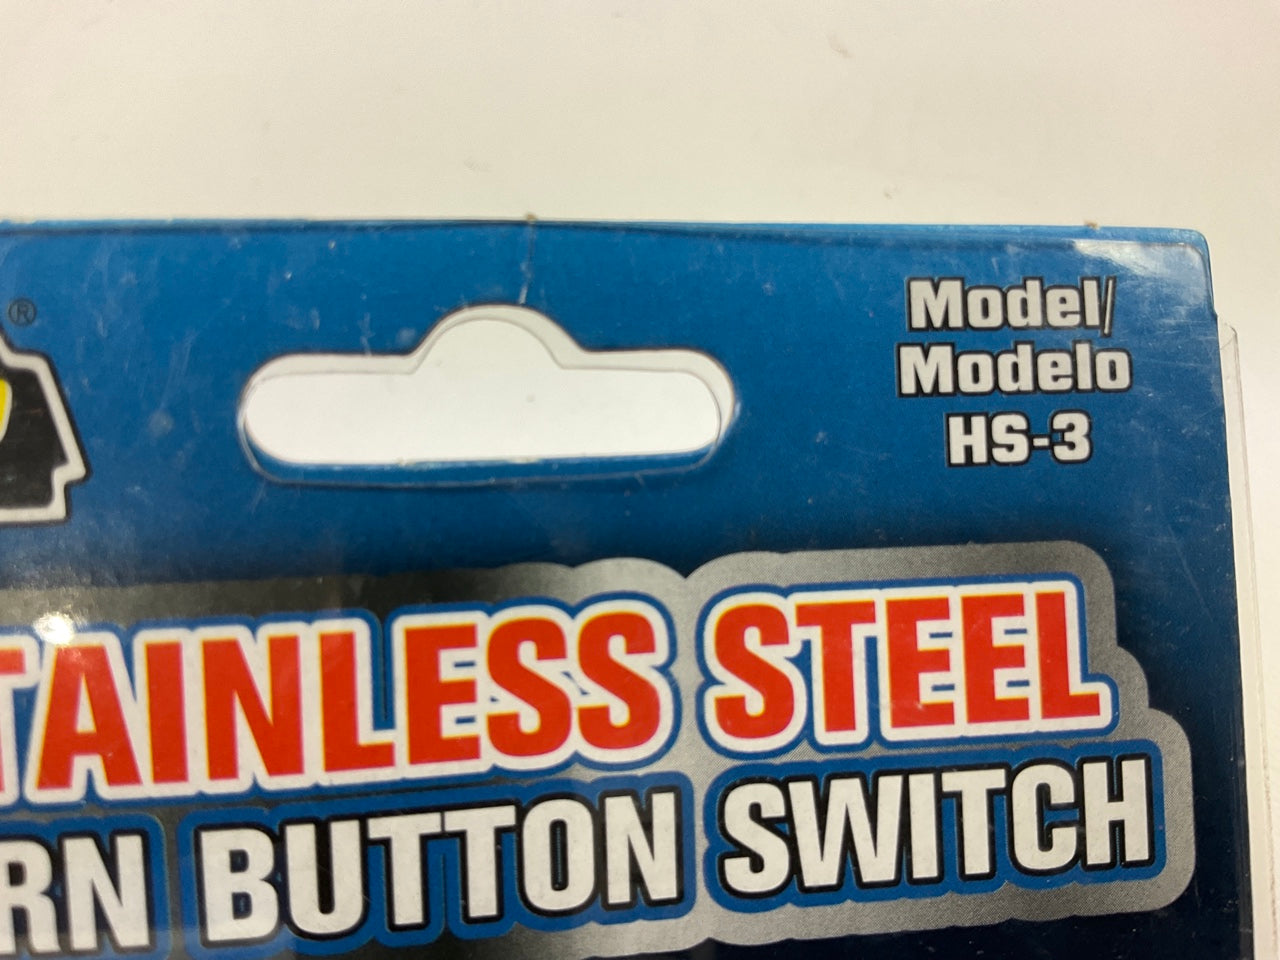 ®
Model/
Modelo
HS-3
TAINLESS STEEL
RN BUTTON SWITCH